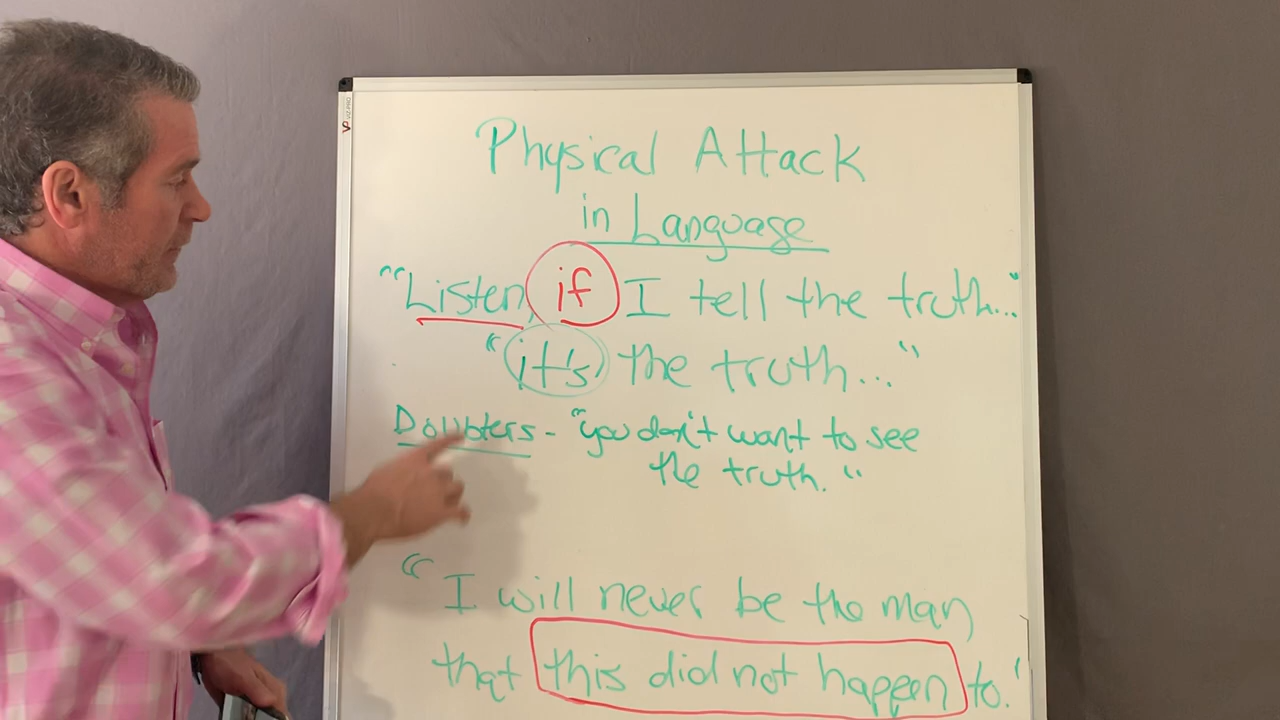 Physical Attack
in Language
"Listen, if I tell the truth..."
"it's the truth..."
Doubters - "you don't want to see
the truth."
"I will never be the man
that this did not happen to."